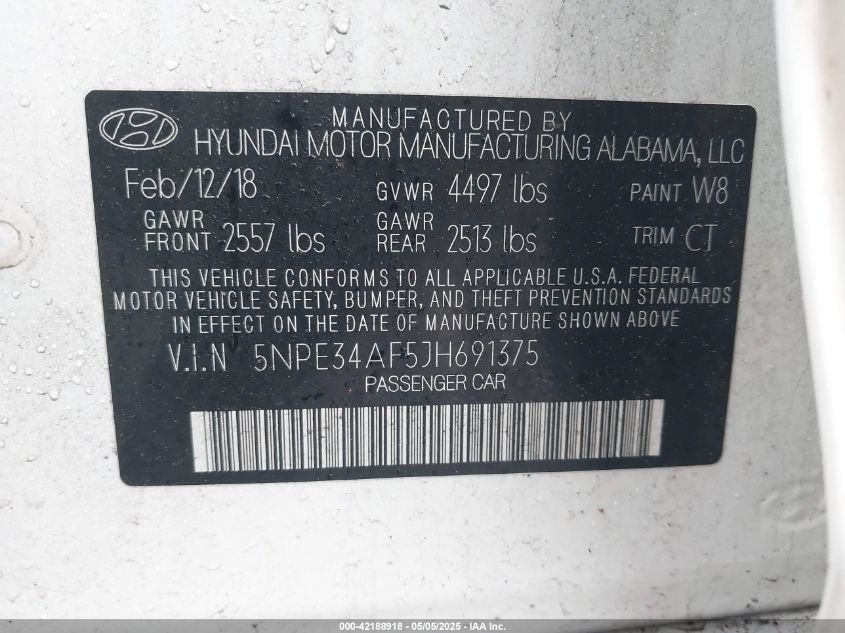 MANUFACTURED BY
HYUNDAI MOTOR MANUFACTURING ALABAMA, LLC
Feb/12/18 GVWR 4497 lbs PAINT W8
GAWR FRONT 2557 lbs GAWR REAR 2513 lbs TRIM CT
THIS VEHICLE CONFORMS TO ALL APPLICABLE U.S.A. FEDERAL
MOTOR VEHICLE SAFETY, BUMPER, AND THEFT PREVENTION STANDARDS
IN EFFECT ON THE DATE OF MANUFACTURE SHOWN ABOVE
V.I.N 5NPE34AF5JH691375
PASSENGER CAR
000-42188918 - 05/05/2025 - IAA Inc.